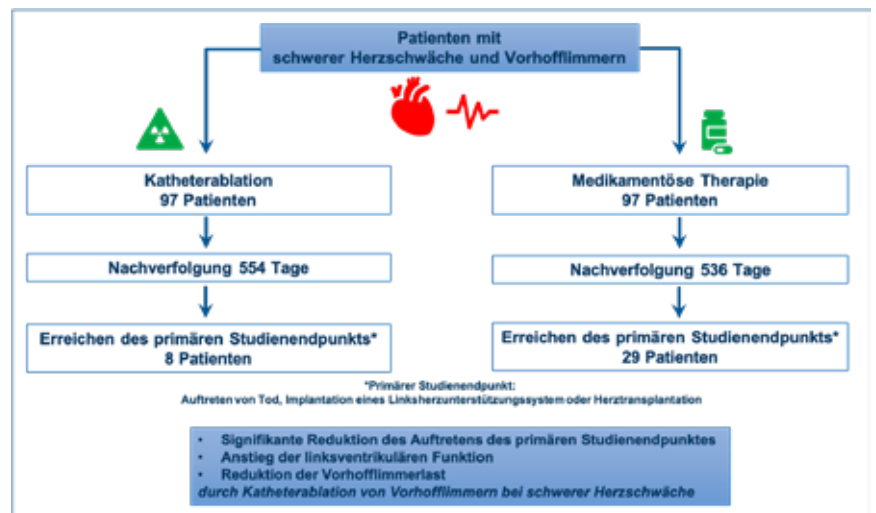 Patienten mit
schwerer Herzschwäche und Vorhofflimmern
Katheterablation
97 Patienten
Medikamentöse Therapie
97 Patienten
Nachverfolgung 554 Tage
Nachverfolgung 536 Tage
Erreichen des primären Studienendpunkts*
8 Patienten
Erreichen des primären Studienendpunkts*
29 Patienten
*Primärer Studienendpunkt:
Auftreten von Tod, Implantation eines Linksherzunterstützungssystem oder Herztransplantation
• Signifikante Reduktion des Auftretens des primären Studienendpunktes
• Anstieg der linksventrikulären Funktion
• Reduktion der Vorhofflimmerlast
durch Katheterablation von Vorhofflimmern bei schwerer Herzschwäche